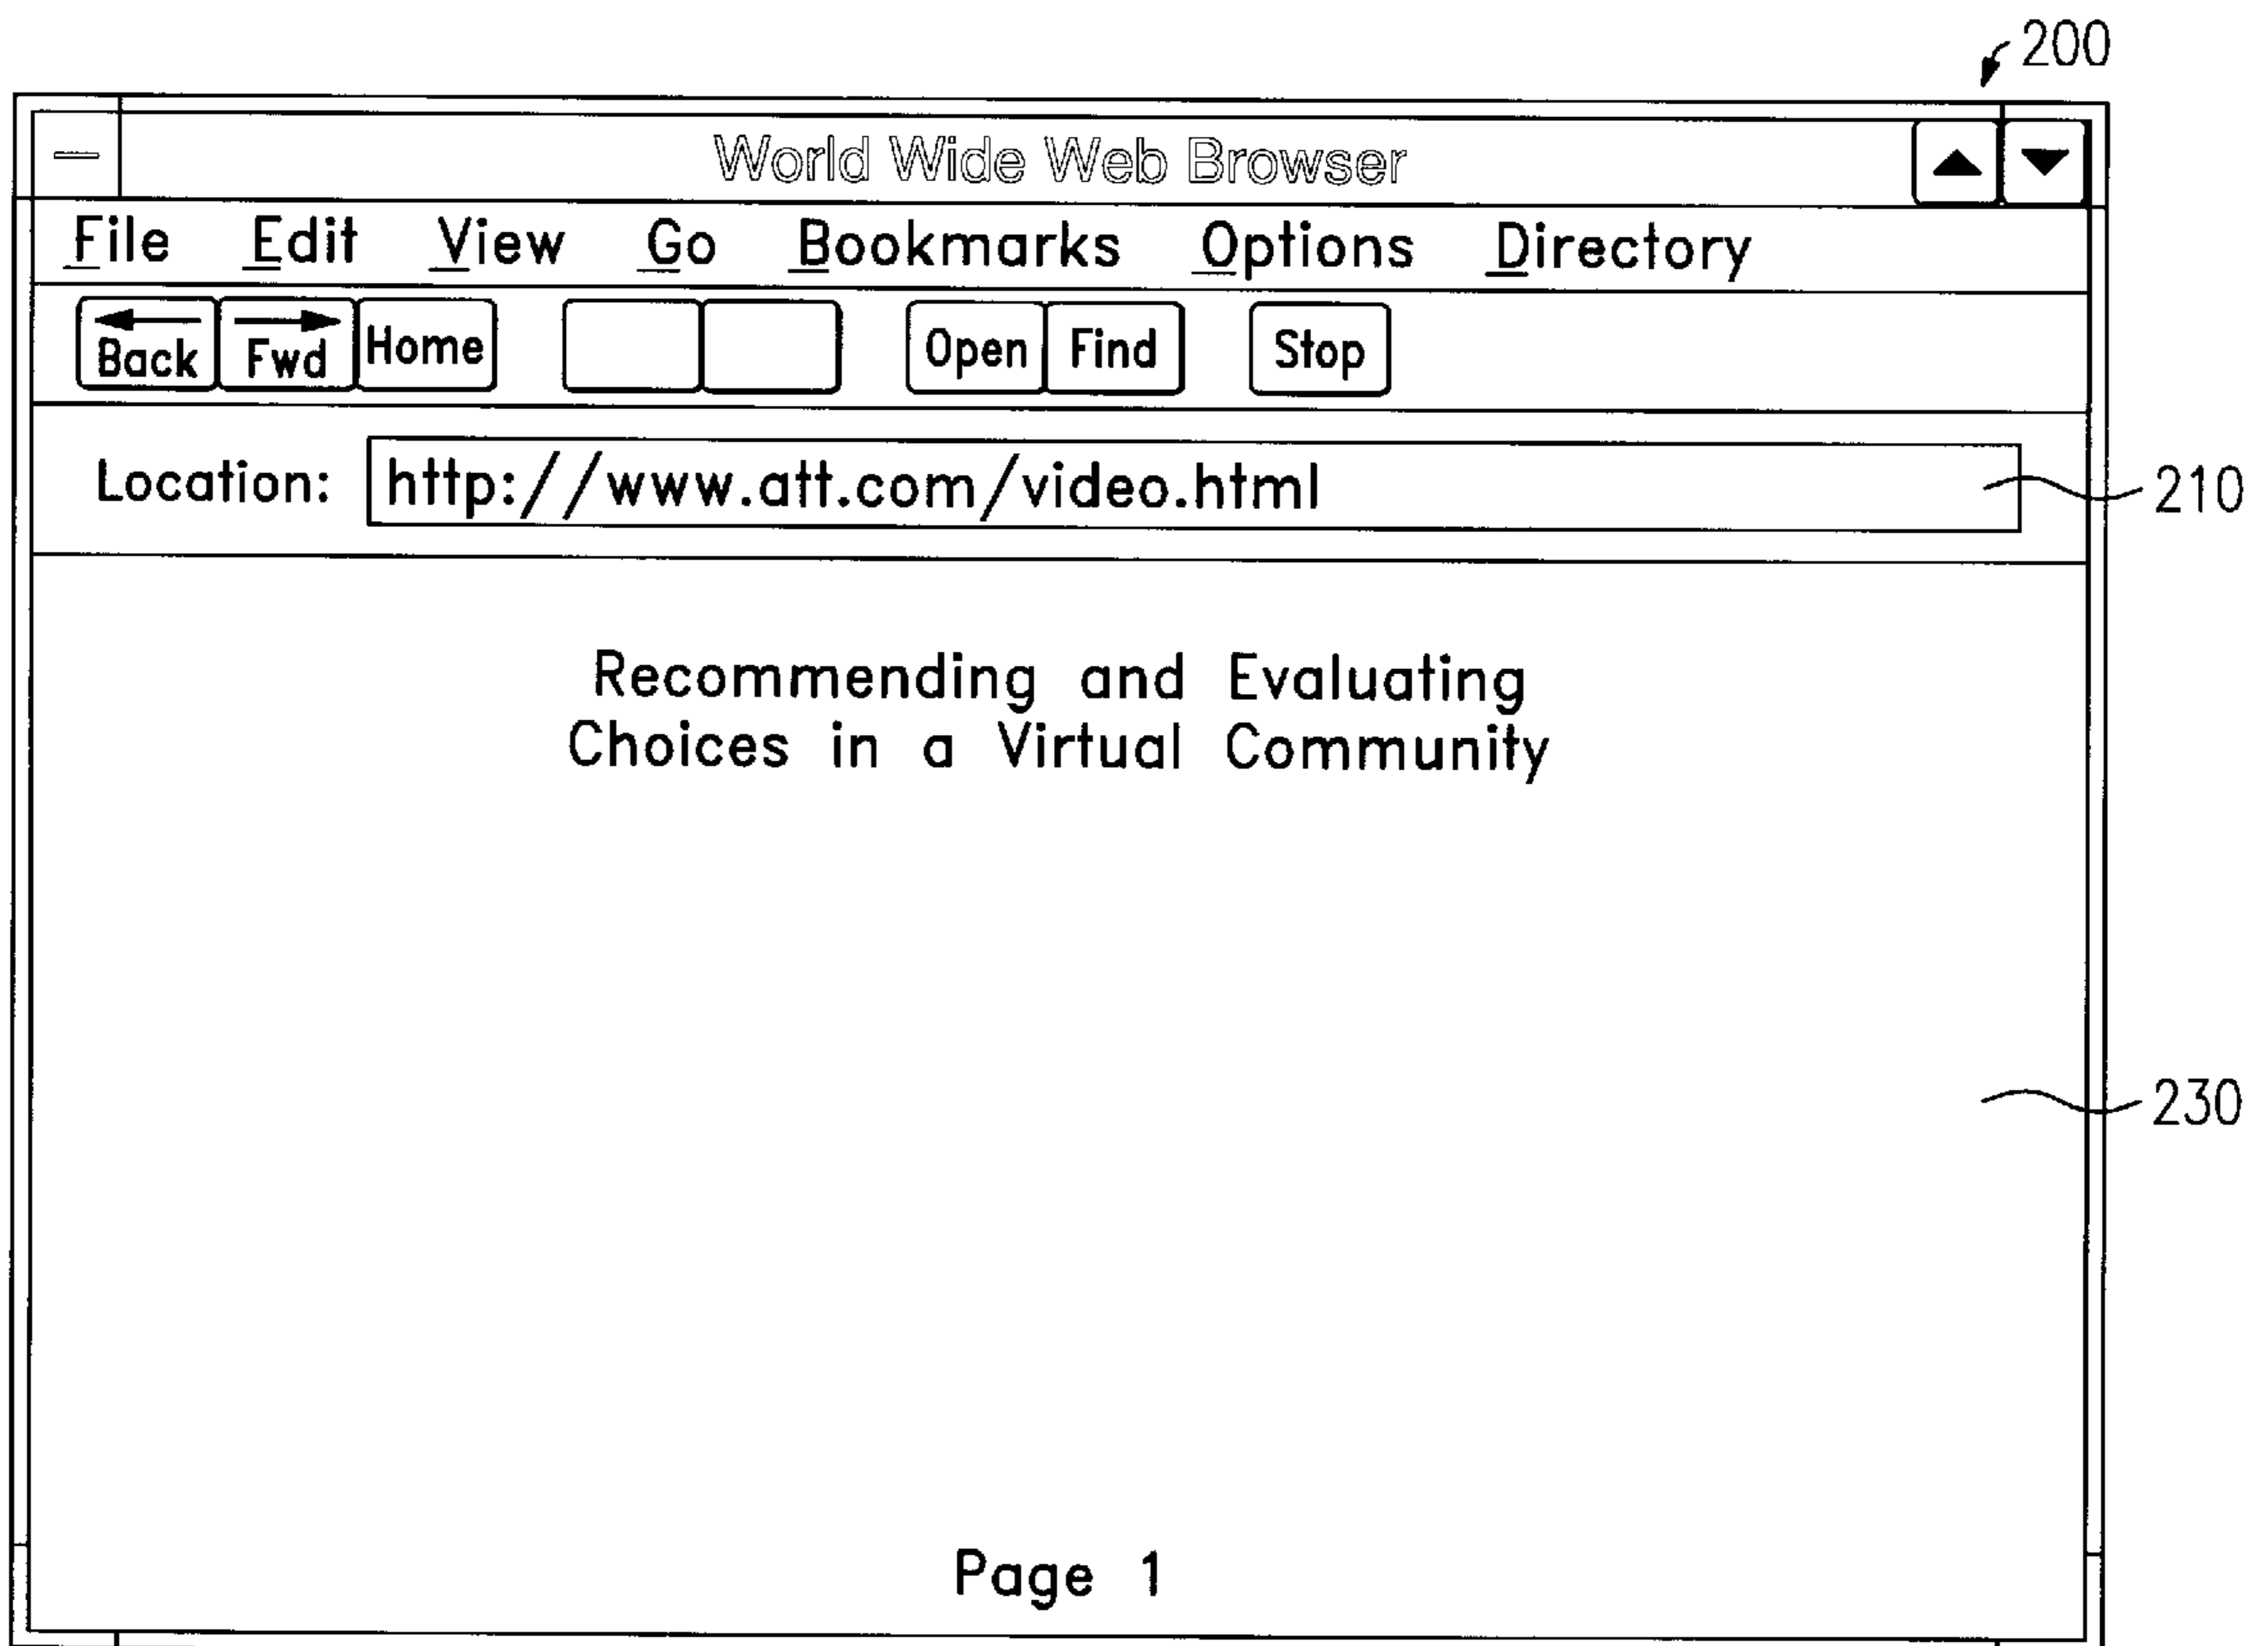 200
World Wide Web Browser
File Edit View Go Bookmarks Options Directory
Back Fwd Home Open Find Stop
Location: http://www.att.com/video.html 210
Recommending and Evaluating
Choices in a Virtual Community
230
Page 1